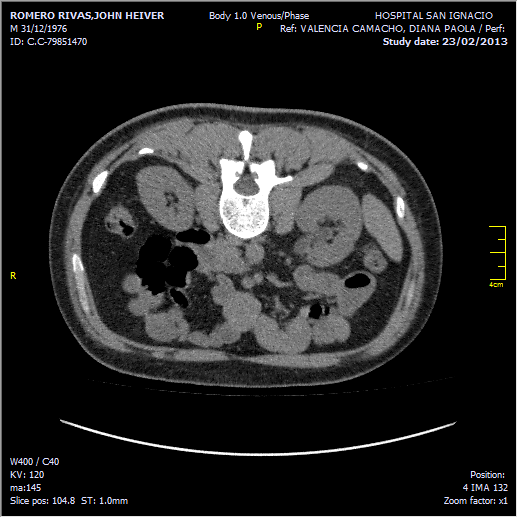 ROMERO RIVAS,JOHN HEIVER
M 31/12/1976
ID: C.C-79851470
Body 1.0 Venous/Phase
P
HOSPITAL SAN IGNACIO
Ref: VALENCIA CAMACHO, DIANA PAOLA / Perf:
Study date: 23/02/2013
R
4cm
W400 / C40
KV: 120
ma:145
Slice pos: 104.8 ST: 1.0mm
Position:
4 IMA 132
Zoom factor: x1